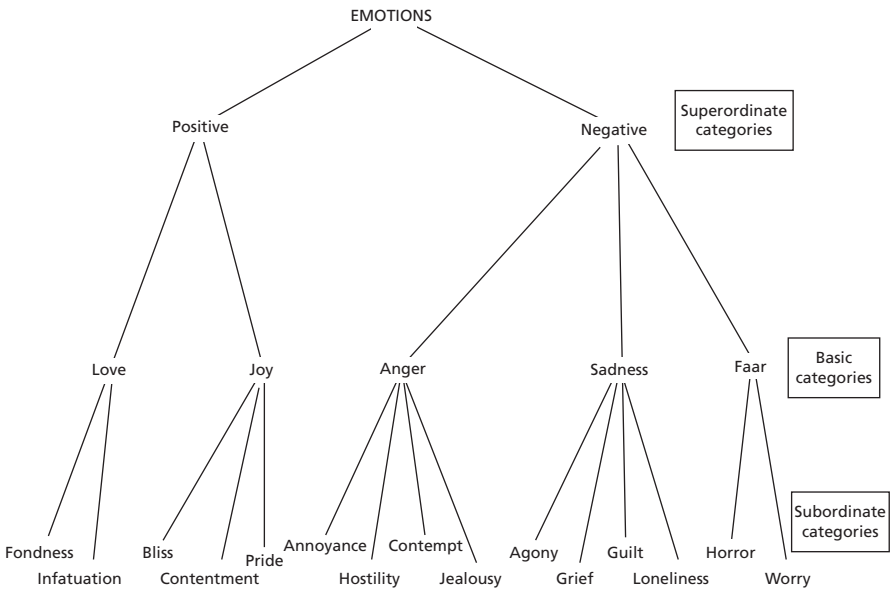 EMOTIONS
Positive
Negative
Superordinate
categories
Love
Joy
Anger
Sadness
Faar
Basic
categories
Fondness
Infatuation
Bliss
Contentment
Pride
Annoyance
Hostility
Contempt
Jealousy
Agony
Grief
Guilt
Loneliness
Horror
Worry
Subordinate
categories